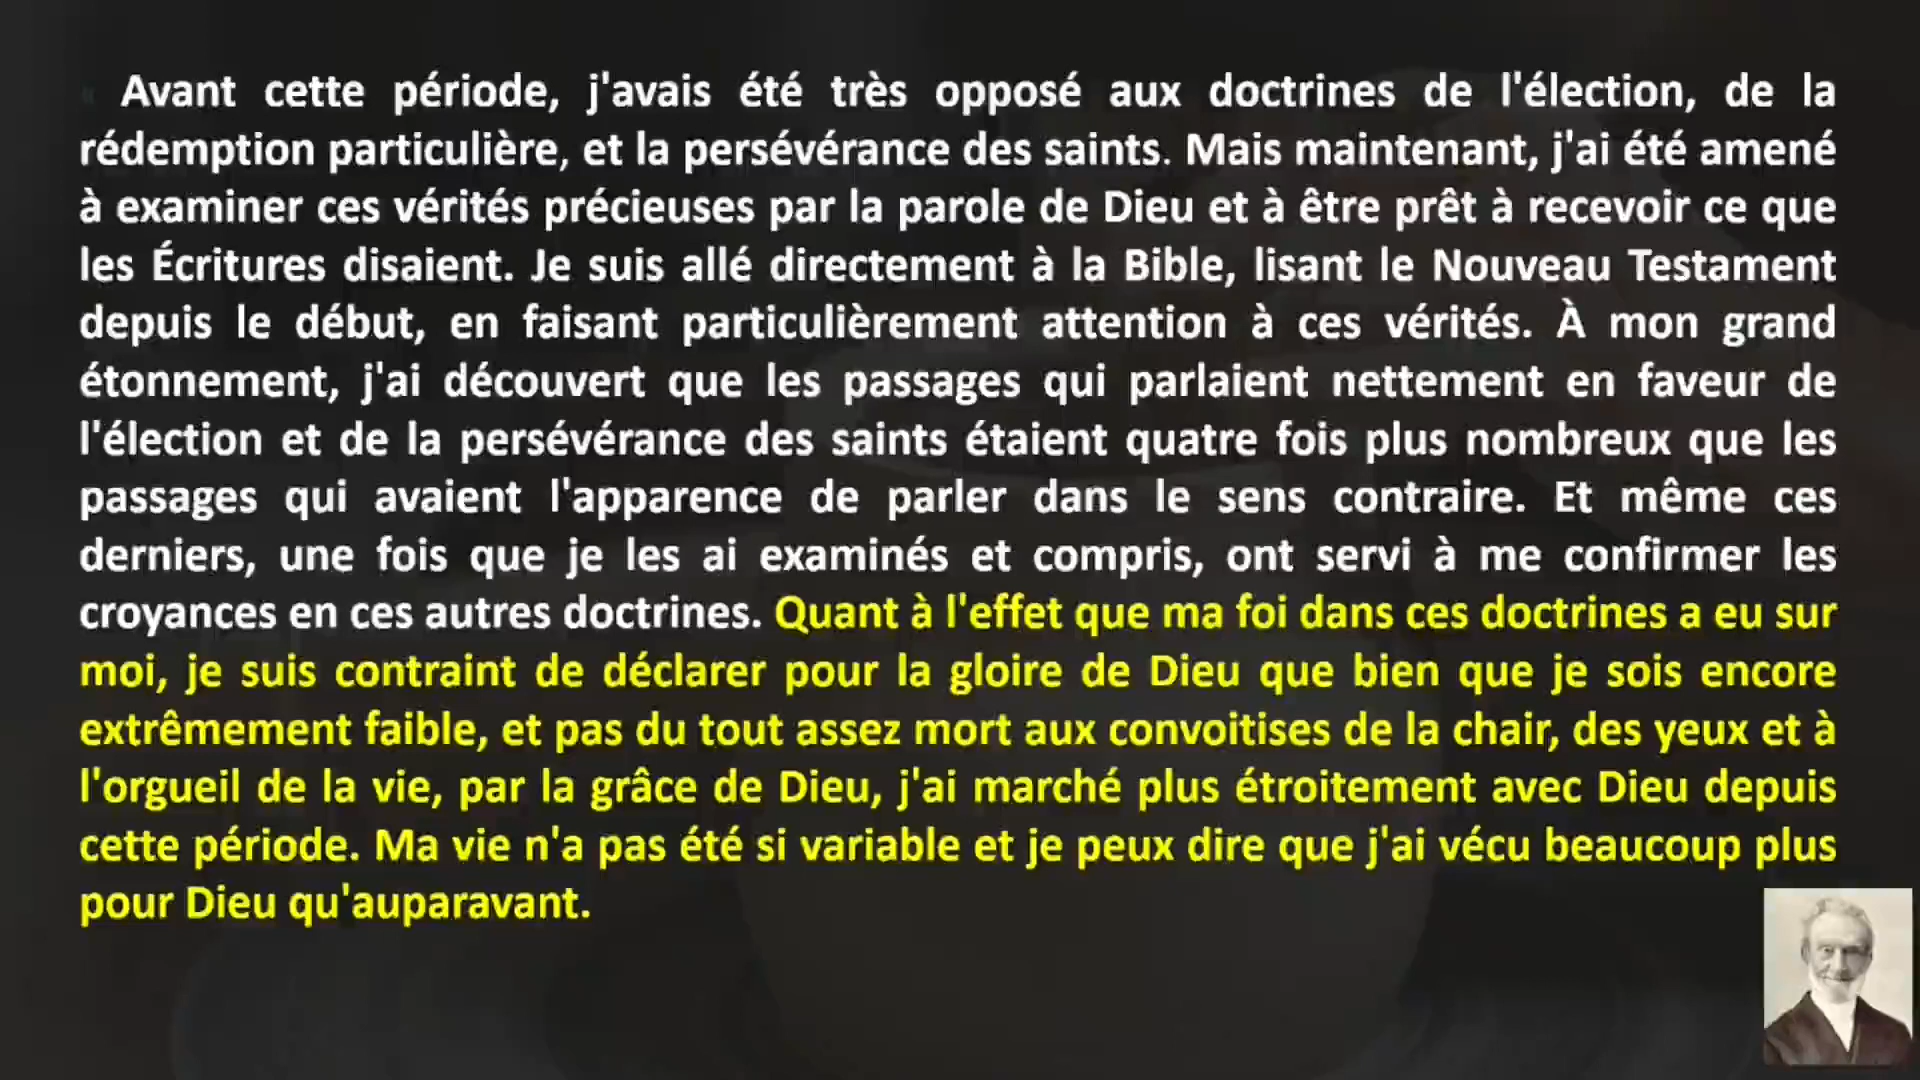 « Avant cette période, j'avais été très opposé aux doctrines de l'élection, de la
rédemption particulière, et la persévérance des saints. Mais maintenant, j'ai été amené
à examiner ces vérités précieuses par la parole de Dieu et à être prêt à recevoir ce que
les Écritures disaient. Je suis allé directement à la Bible, lisant le Nouveau Testament
depuis le début, en faisant particulièrement attention à ces vérités. À mon grand
étonnement, j'ai découvert que les passages qui parlaient nettement en faveur de
l'élection et de la persévérance des saints étaient quatre fois plus nombreux que les
passages qui avaient l'apparence de parler dans le sens contraire. Et même ces
derniers, une fois que je les ai examinés et compris, ont servi à me confirmer les
croyances en ces autres doctrines. Quant à l'effet que ma foi dans ces doctrines a eu sur
moi, je suis contraint de déclarer pour la gloire de Dieu que bien que je sois encore
extrêmement faible, et pas du tout assez mort aux convoitises de la chair, des yeux et à
l'orgueil de la vie, par la grâce de Dieu, j'ai marché plus étroitement avec Dieu depuis
cette période. Ma vie n'a pas été si variable et je peux dire que j'ai vécu beaucoup plus
pour Dieu qu'auparavant.